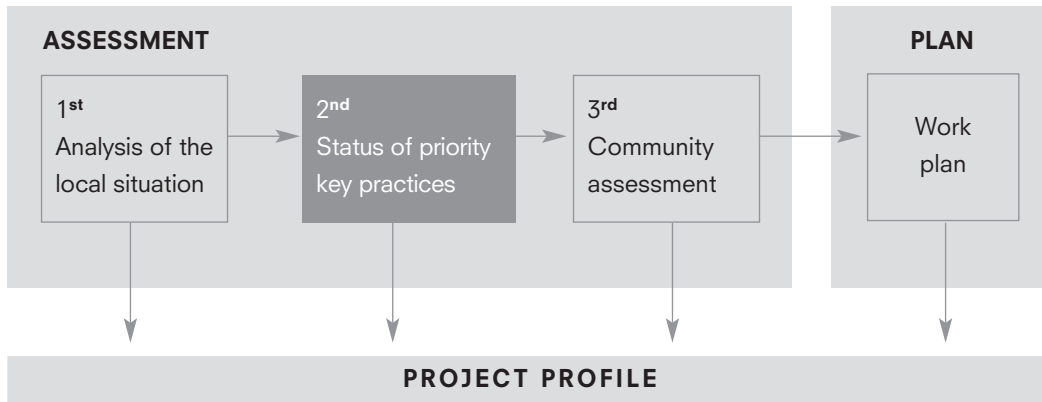 ASSESSMENT
1st
Analysis of the
local situation
2nd
Status of priority
key practices
3rd
Community
assessment
PLAN
Work
plan
PROJECT PROFILE